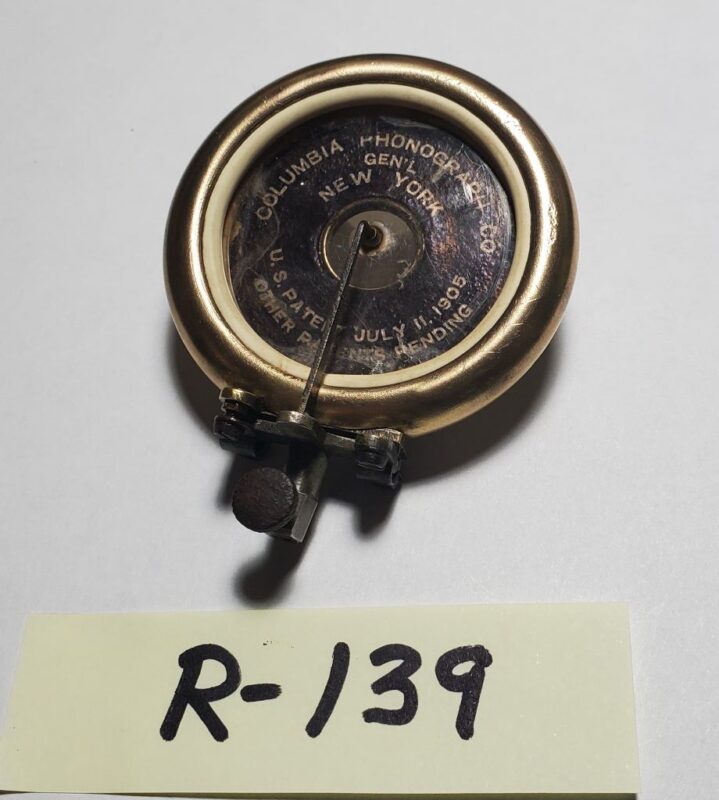 COLUMBIA PHONOGRAPH CO.
GEN'L
NEW YORK
U.S. PATENT JULY 11, 1905
OTHER PATENTS PENDING
R-139